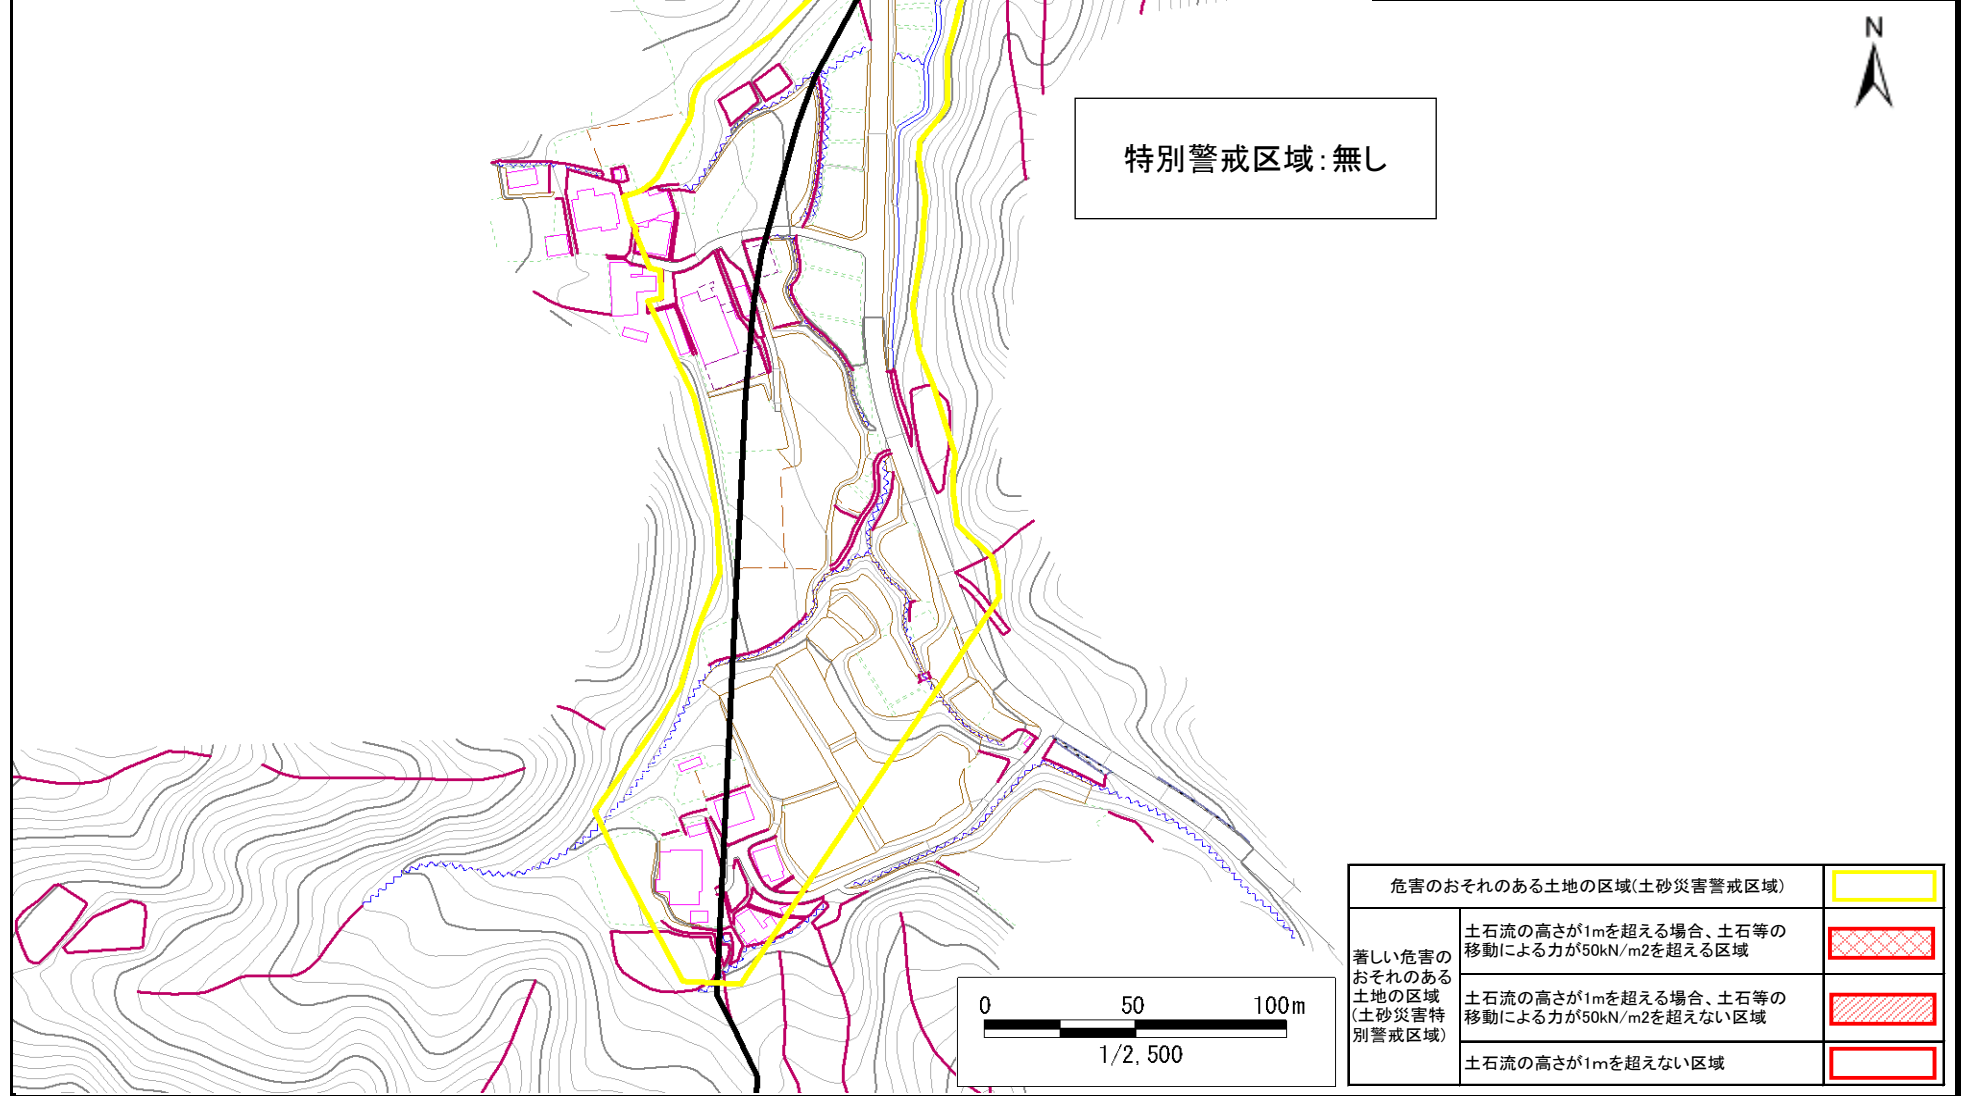 N
特別警戒区域:無し
0 50 100m
1/2,500
危害のおそれのある土地の区域(土砂災害警戒区域)
著しい危害の
おそれのある
土地の区域
(土砂災害特
別警戒区域)
土石流の高さが1mを超える場合、土石等の
移動による力が50kN/m2を超える区域
土石流の高さが1mを超える場合、土石等の
移動による力が50kN/m2を超えない区域
土石流の高さが1mを超えない区域